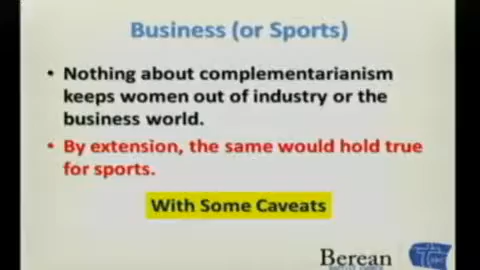 Business (or Sports)
• Nothing about complementarianism
keeps women out of industry or the
business world.
• By extension, the same would hold true
for sports.
With Some Caveats
Berean